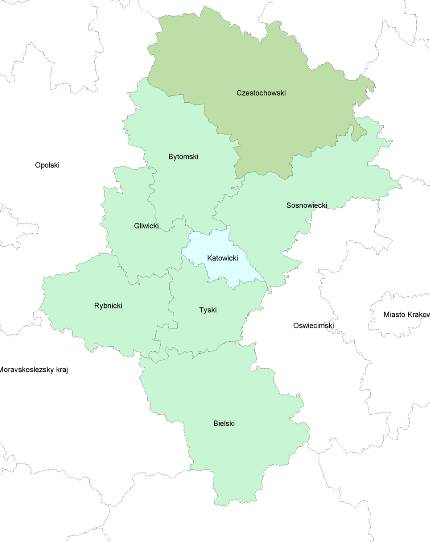 Czestochowski
Bytomski
Opolski
Sosnowiecki
Gliwicki
Katowicki
Rybnicki
Tyski
Oswiecimski
Miasto Krakow
Moravskoslezsky kraj
Bielski